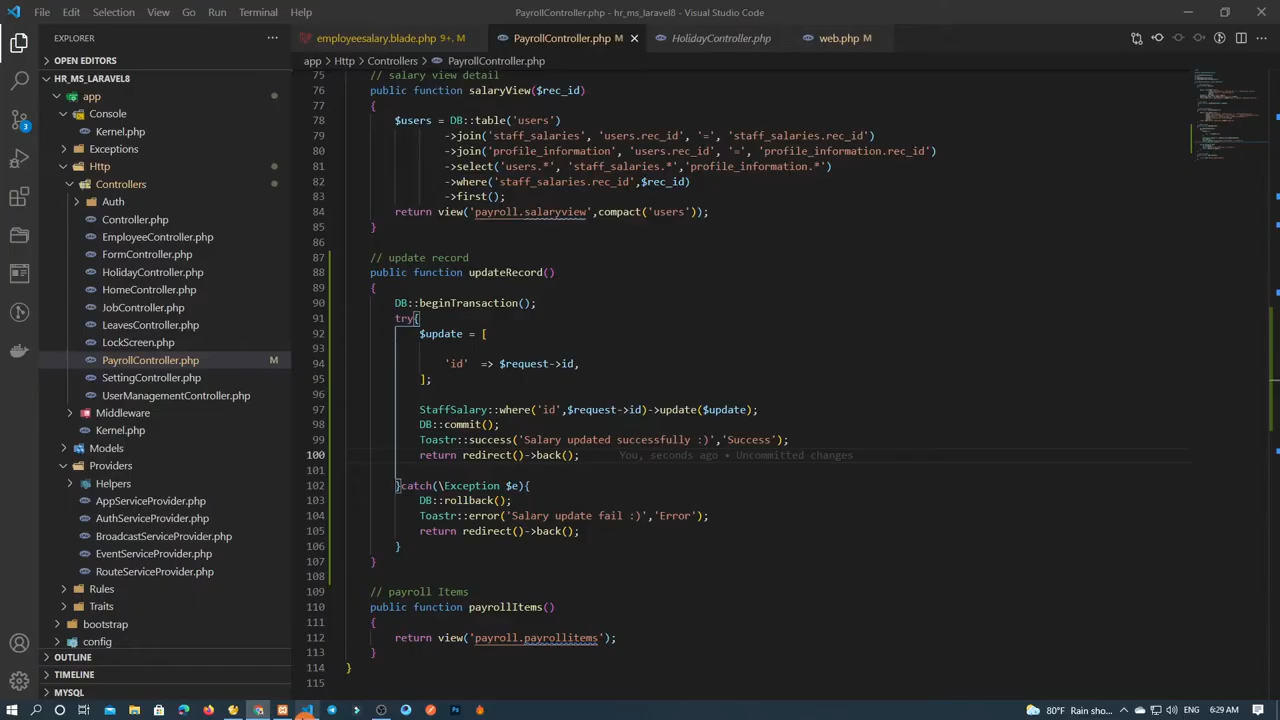 File Edit Selection View Go Run Terminal Help
PayrollController.php - hr_ms_laravel8 - Visual Studio Code
EXPLORER
employeesalary.blade.php 9+, M
PayrollController.php M
HolidayController.php
web.php M
OPEN EDITORS
HR_MS_LARAVEL8
app
Console
Kernel.php
Exceptions
Http
Controllers
Auth
Controller.php
EmployeeController.php
FormController.php
HolidayController.php
HomeController.php
JobController.php
LeavesController.php
LockScreen.php
PayrollController.php M
SettingController.php
UserManagementController.php
Middleware
Kernel.php
Models
Providers
Helpers
AppServiceProvider.php
AuthServiceProvider.php
BroadcastServiceProvider.php
EventServiceProvider.php
RouteServiceProvider.php
Rules
Traits
bootstrap
config
OUTLINE
TIMELINE
MYSQL
3
app > Http > Controllers > PayrollController.php
75 // salary view detail
76 public function salaryView($rec_id)
77 {
78 $users = DB::table('users')
79 ->join('staff_salaries', 'users.rec_id', '=', 'staff_salaries.rec_id')
80 ->join('profile_information', 'users.rec_id', '=', 'profile_information.rec_id')
81 ->select('users.*', 'staff_salaries.*','profile_information.*')
82 ->where('staff_salaries.rec_id',$rec_id)
83 ->first();
84 return view('payroll.salaryview',compact('users'));
85 }
86
87 // update record
88 public function updateRecord()
89 {
90 DB::beginTransaction();
91 try{
92 $update = [
93
94 'id' => $request->id,
95 ];
96
97 StaffSalary::where('id',$request->id)->update($update);
98 DB::commit();
99 Toastr::success('Salary updated successfully :)','Success');
100 return redirect()->back(); You, seconds ago • Uncommitted changes
101
102 }catch(\Exception $e){
103 DB::rollback();
104 Toastr::error('Salary update fail :)','Error');
105 return redirect()->back();
106 }
107 }
108
109 // payroll Items
110 public function payrollItems()
111 {
112 return view('payroll.payrollitems');
113 }
114 }
115
80°F Rain sho... 6:29 AM